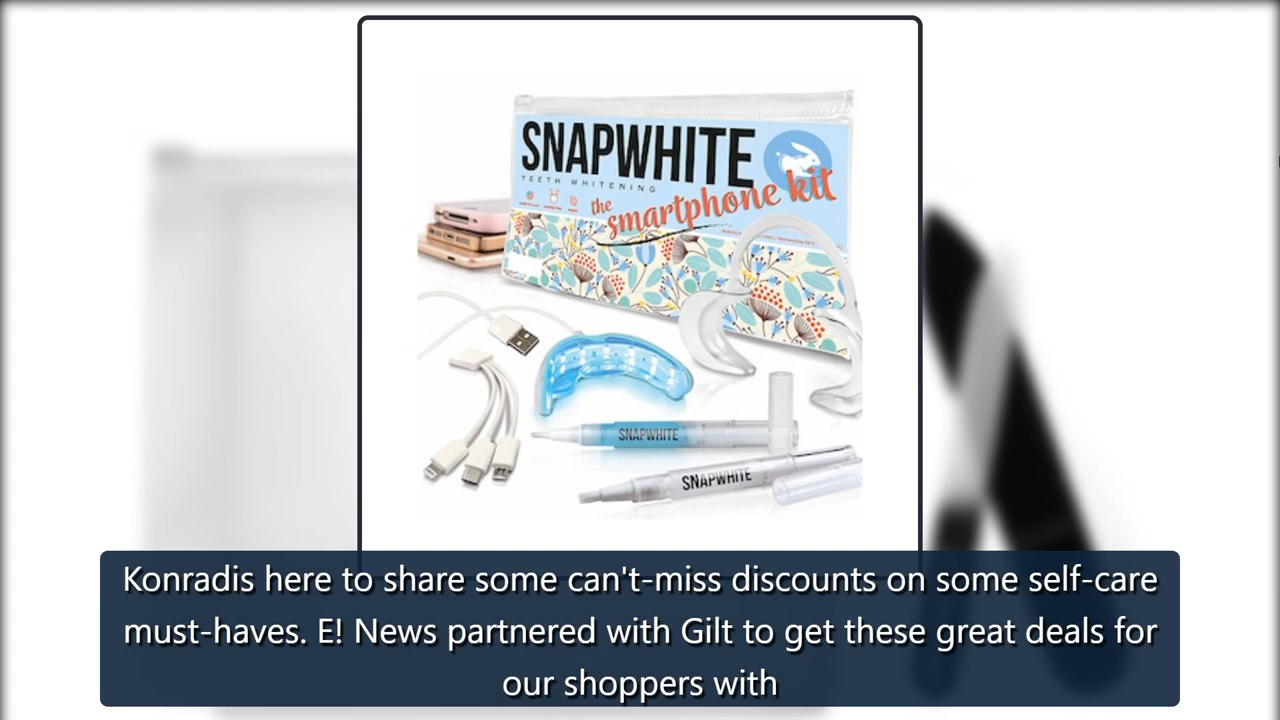 SNAPWHITE
TEETH WHITENING
the smartphone kit
SNAPWHITE
SNAPWHITE
Konradis here to share some can't-miss discounts on some self-care
must-haves. E! News partnered with Gilt to get these great deals for
our shoppers with